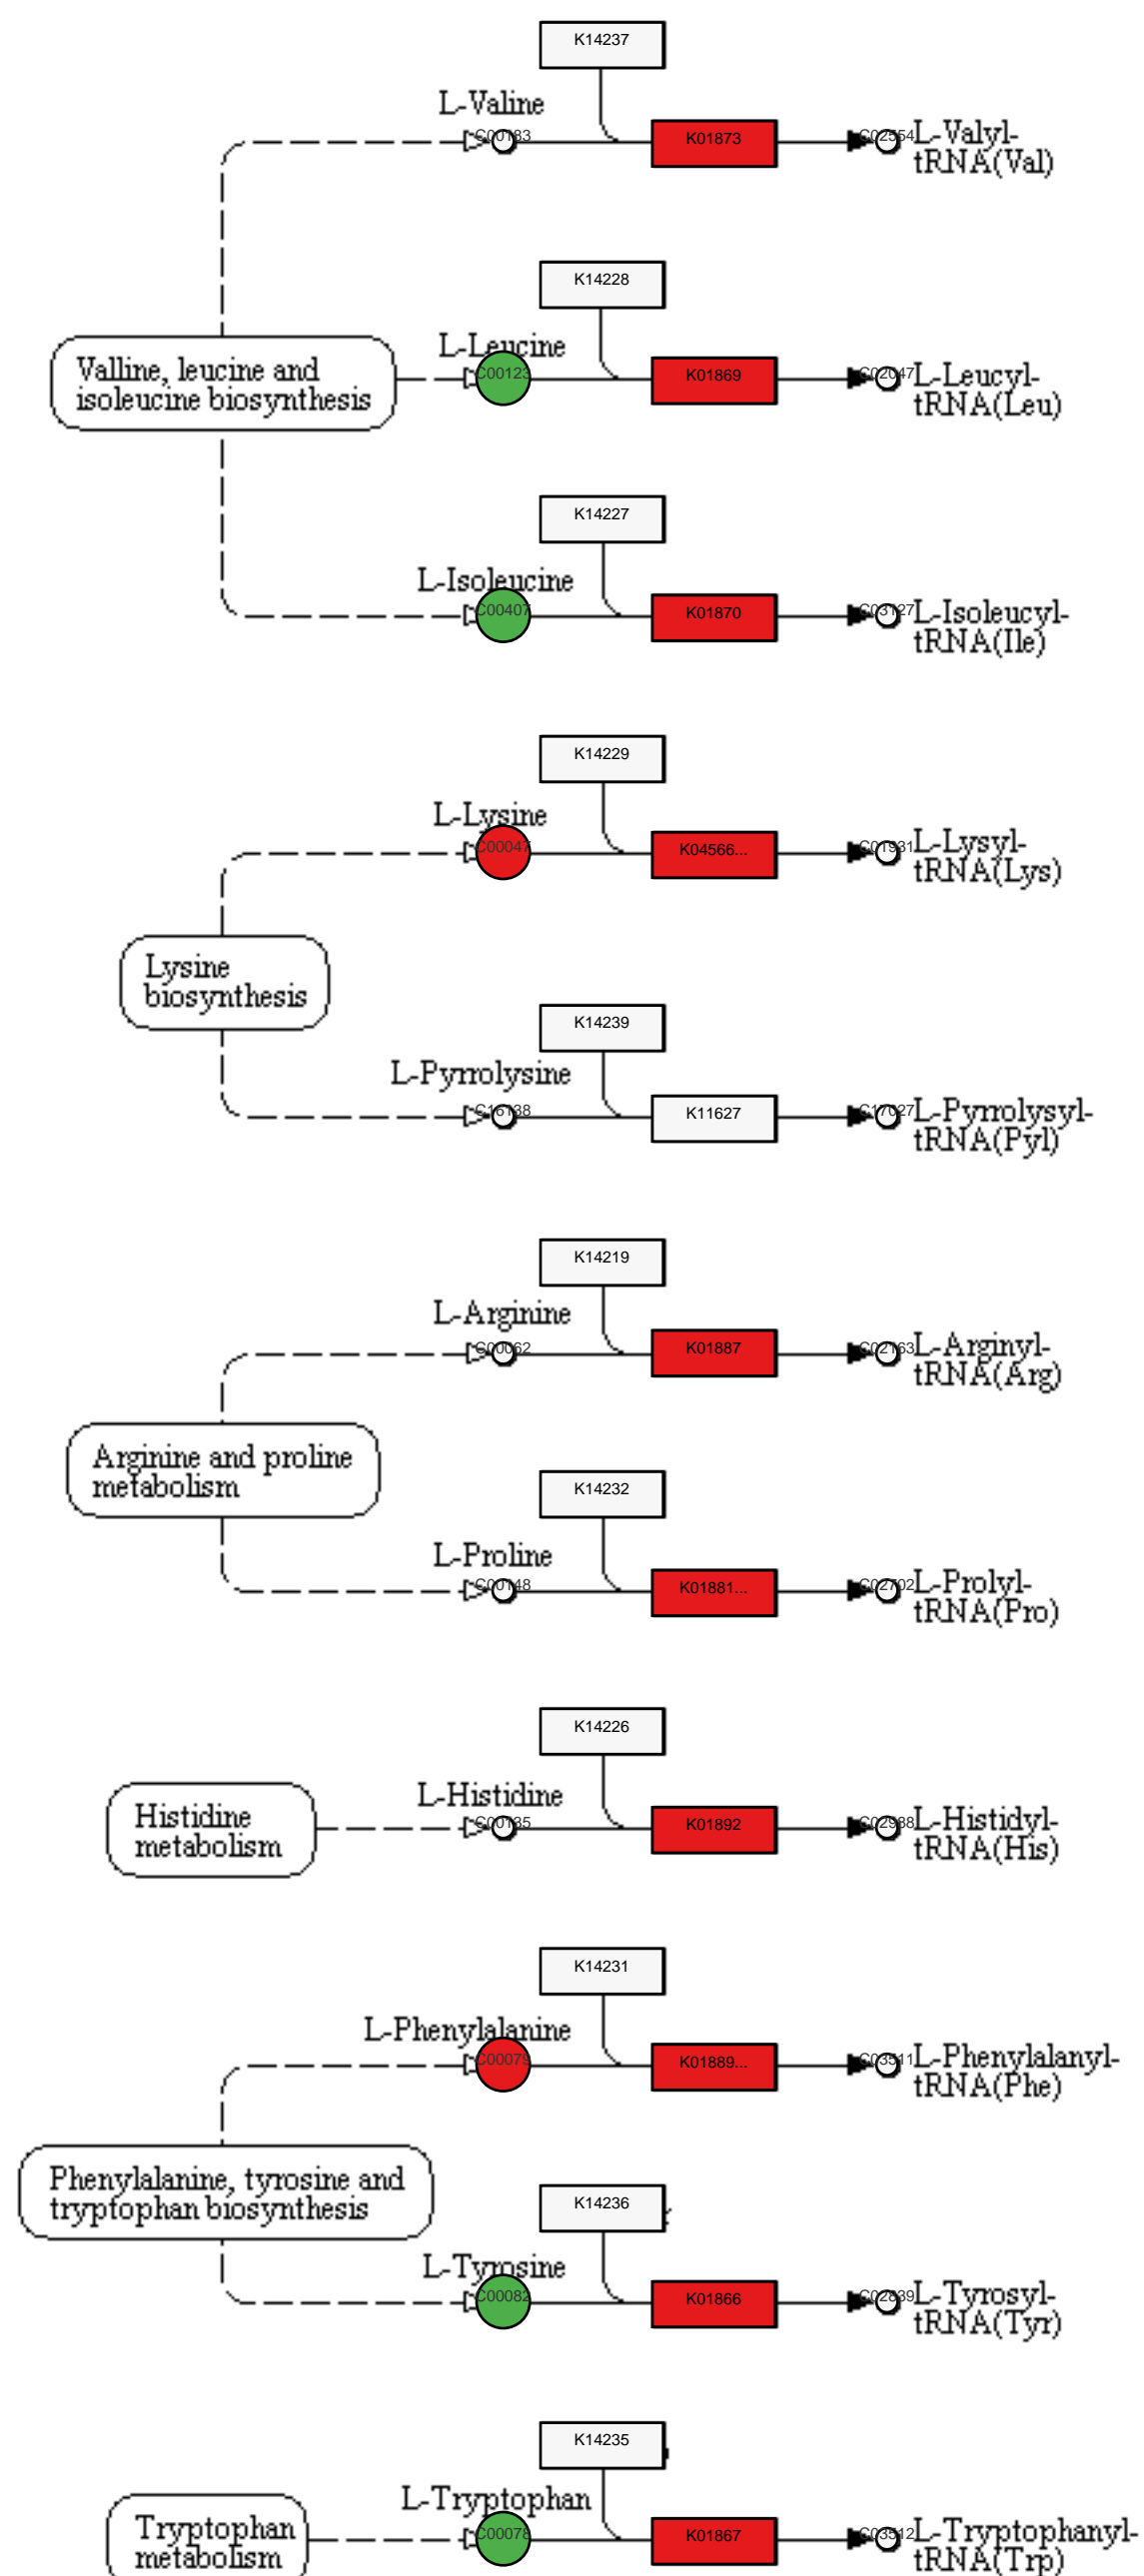 K14237
L-Valine
C00183
K01873
C02554
L-Valyl-
tRNA(Val)
K14228
L-Leucine
Valline, leucine and
isoleucine biosynthesis
C00123
K01869
C02047
L-Leucyl-
tRNA(Leu)
K14227
L-Isoleucine
C00407
K01870
C03127
L-Isoleucyl-
tRNA(Ile)
K14229
L-Lysine
C00047
K04566...
C01931
L-Lysyl-
tRNA(Lys)
Lysine
biosynthesis
K14239
L-Pyrrolysine
C16138
K11627
C17027
L-Pyrrolysyl-
tRNA(Pyl)
K14219
L-Arginine
C00062
K01887
C02163
L-Arginyl-
tRNA(Arg)
Arginine and proline
metabolism
K14232
L-Proline
C00148
K01881...
C02702
L-Prolyl-
tRNA(Pro)
K14226
L-Histidine
Histidine
metabolism
C00135
K01892
C02988
L-Histidyl-
tRNA(His)
K14231
L-Phenylalanine
C00079
K01889...
C03511
L-Phenylalanyl-
tRNA(Phe)
Phenylalanine, tyrosine and
tryptophan biosynthesis
K14236
L-Tyrosine
C00082
K01866
C02839
L-Tyrosyl-
tRNA(Tyr)
K14235
L-Tryptophan
Tryptophan
metabolism
C00078
K01867
C03512
L-Tryptophanyl-
tRNA(Trp)